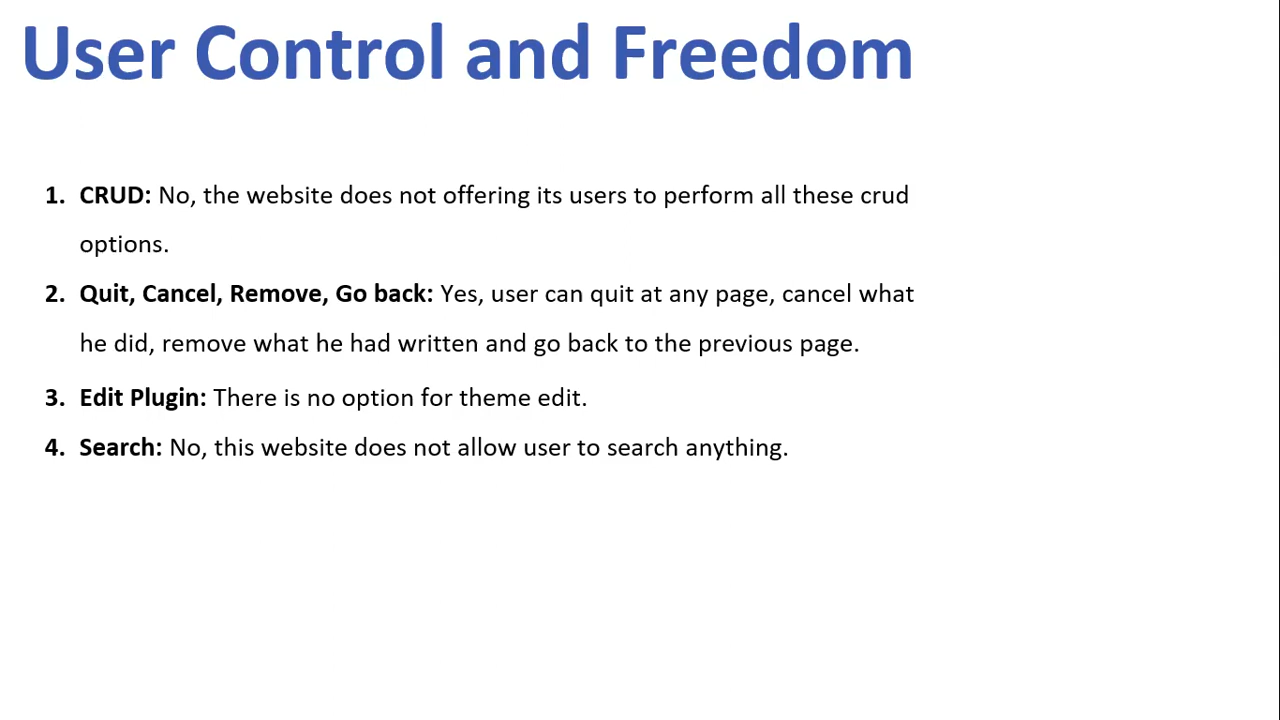 User Control and Freedom
1. CRUD: No, the website does not offering its users to perform all these crud
options.
2. Quit, Cancel, Remove, Go back: Yes, user can quit at any page, cancel what
he did, remove what he had written and go back to the previous page.
3. Edit Plugin: There is no option for theme edit.
4. Search: No, this website does not allow user to search anything.